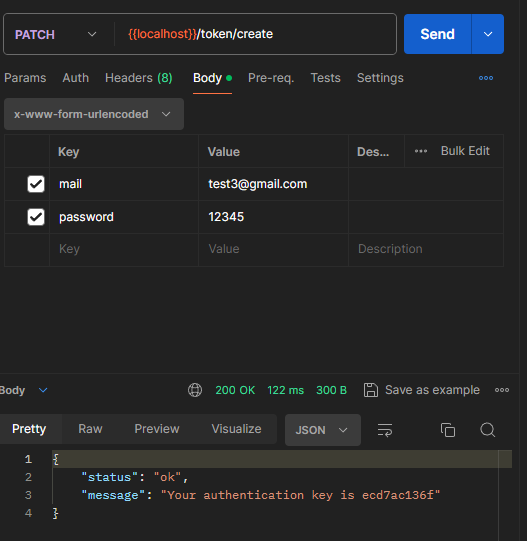 PATCH {{localhost}}/token/create Send
Params Auth Headers (8) Body Pre-req. Tests Settings
x-www-form-urlencoded
Key Value Des... Bulk Edit
mail test3@gmail.com
password 12345
Key Value Description
Body 200 OK 122 ms 300 B Save as example
Pretty Raw Preview Visualize JSON
1 {
2 "status": "ok",
3 "message": "Your authentication key is ecd7ac136f"
4 }